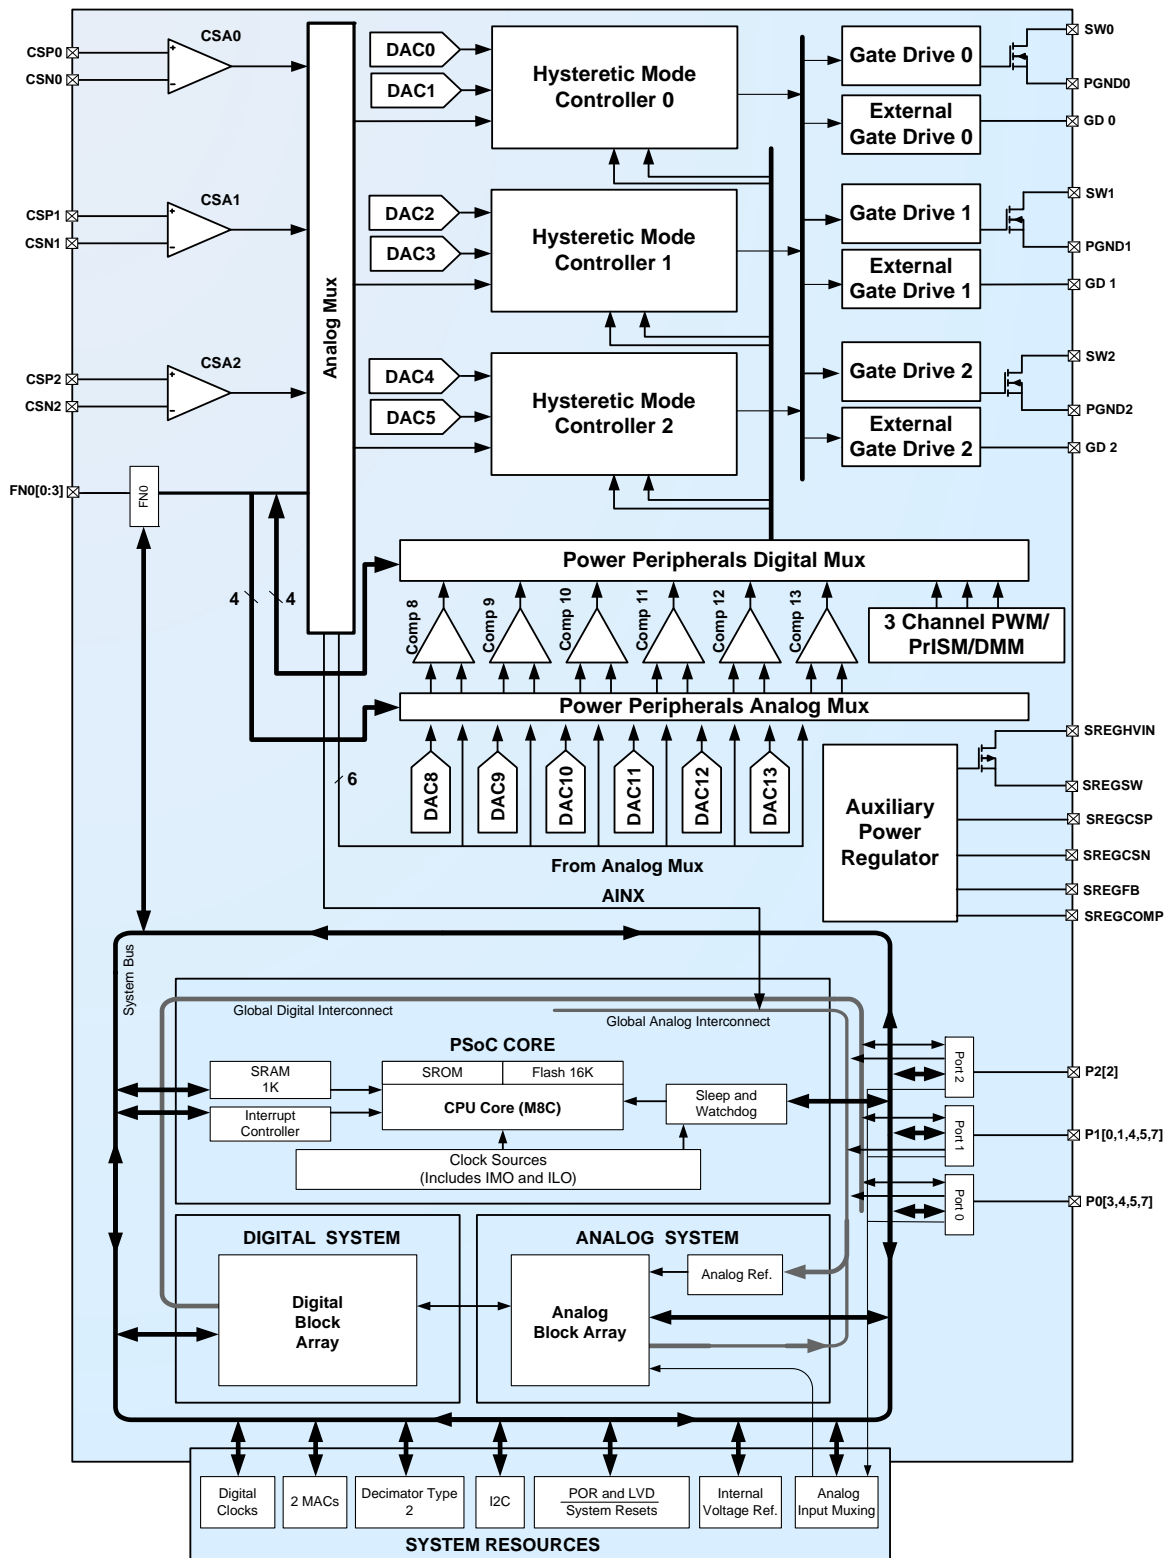 CSP0
CSN0
CSA0
+
−
CSP1
CSN1
CSA1
+
−
CSP2
CSN2
CSA2
+
−
FN0[0:3]
FN0
Analog Mux
DAC0
DAC1
Hysteretic Mode
Controller 0
DAC2
DAC3
Hysteretic Mode
Controller 1
DAC4
DAC5
Hysteretic Mode
Controller 2
Gate Drive 0
External
Gate Drive 0
Gate Drive 1
External
Gate Drive 1
Gate Drive 2
External
Gate Drive 2
SW0
PGND0
GD 0
SW1
PGND1
GD 1
SW2
PGND2
GD 2
Power Peripherals Digital Mux
4
4
Comp 8
Comp 9
Comp 10
Comp 11
Comp 12
Comp 13
3 Channel PWM/
PrISM/DMM
Power Peripherals Analog Mux
6
DAC8
DAC9
DAC10
DAC11
DAC12
DAC13
From Analog Mux
AINX
Auxiliary
Power
Regulator
SREGHVIN
SREGSW
SREGCSP
SREGCSN
SREGFB
SREGCOMP
System Bus
Global Digital Interconnect
Global Analog Interconnect
PSoC CORE
SRAM
1K
Interrupt
Controller
SROM
Flash 16K
CPU Core (M8C)
Sleep and
Watchdog
Clock Sources
(Includes IMO and ILO)
Port 2
Port 1
Port 0
P2[2]
P1[0,1,4,5,7]
P0[3,4,5,7]
DIGITAL SYSTEM
Digital
Block
Array
ANALOG SYSTEM
Analog
Block Array
Analog Ref.
Digital
Clocks
2 MACs
Decimator Type
2
I2C
POR and LVD
System Resets
Internal
Voltage Ref.
Analog
Input Muxing
SYSTEM RESOURCES